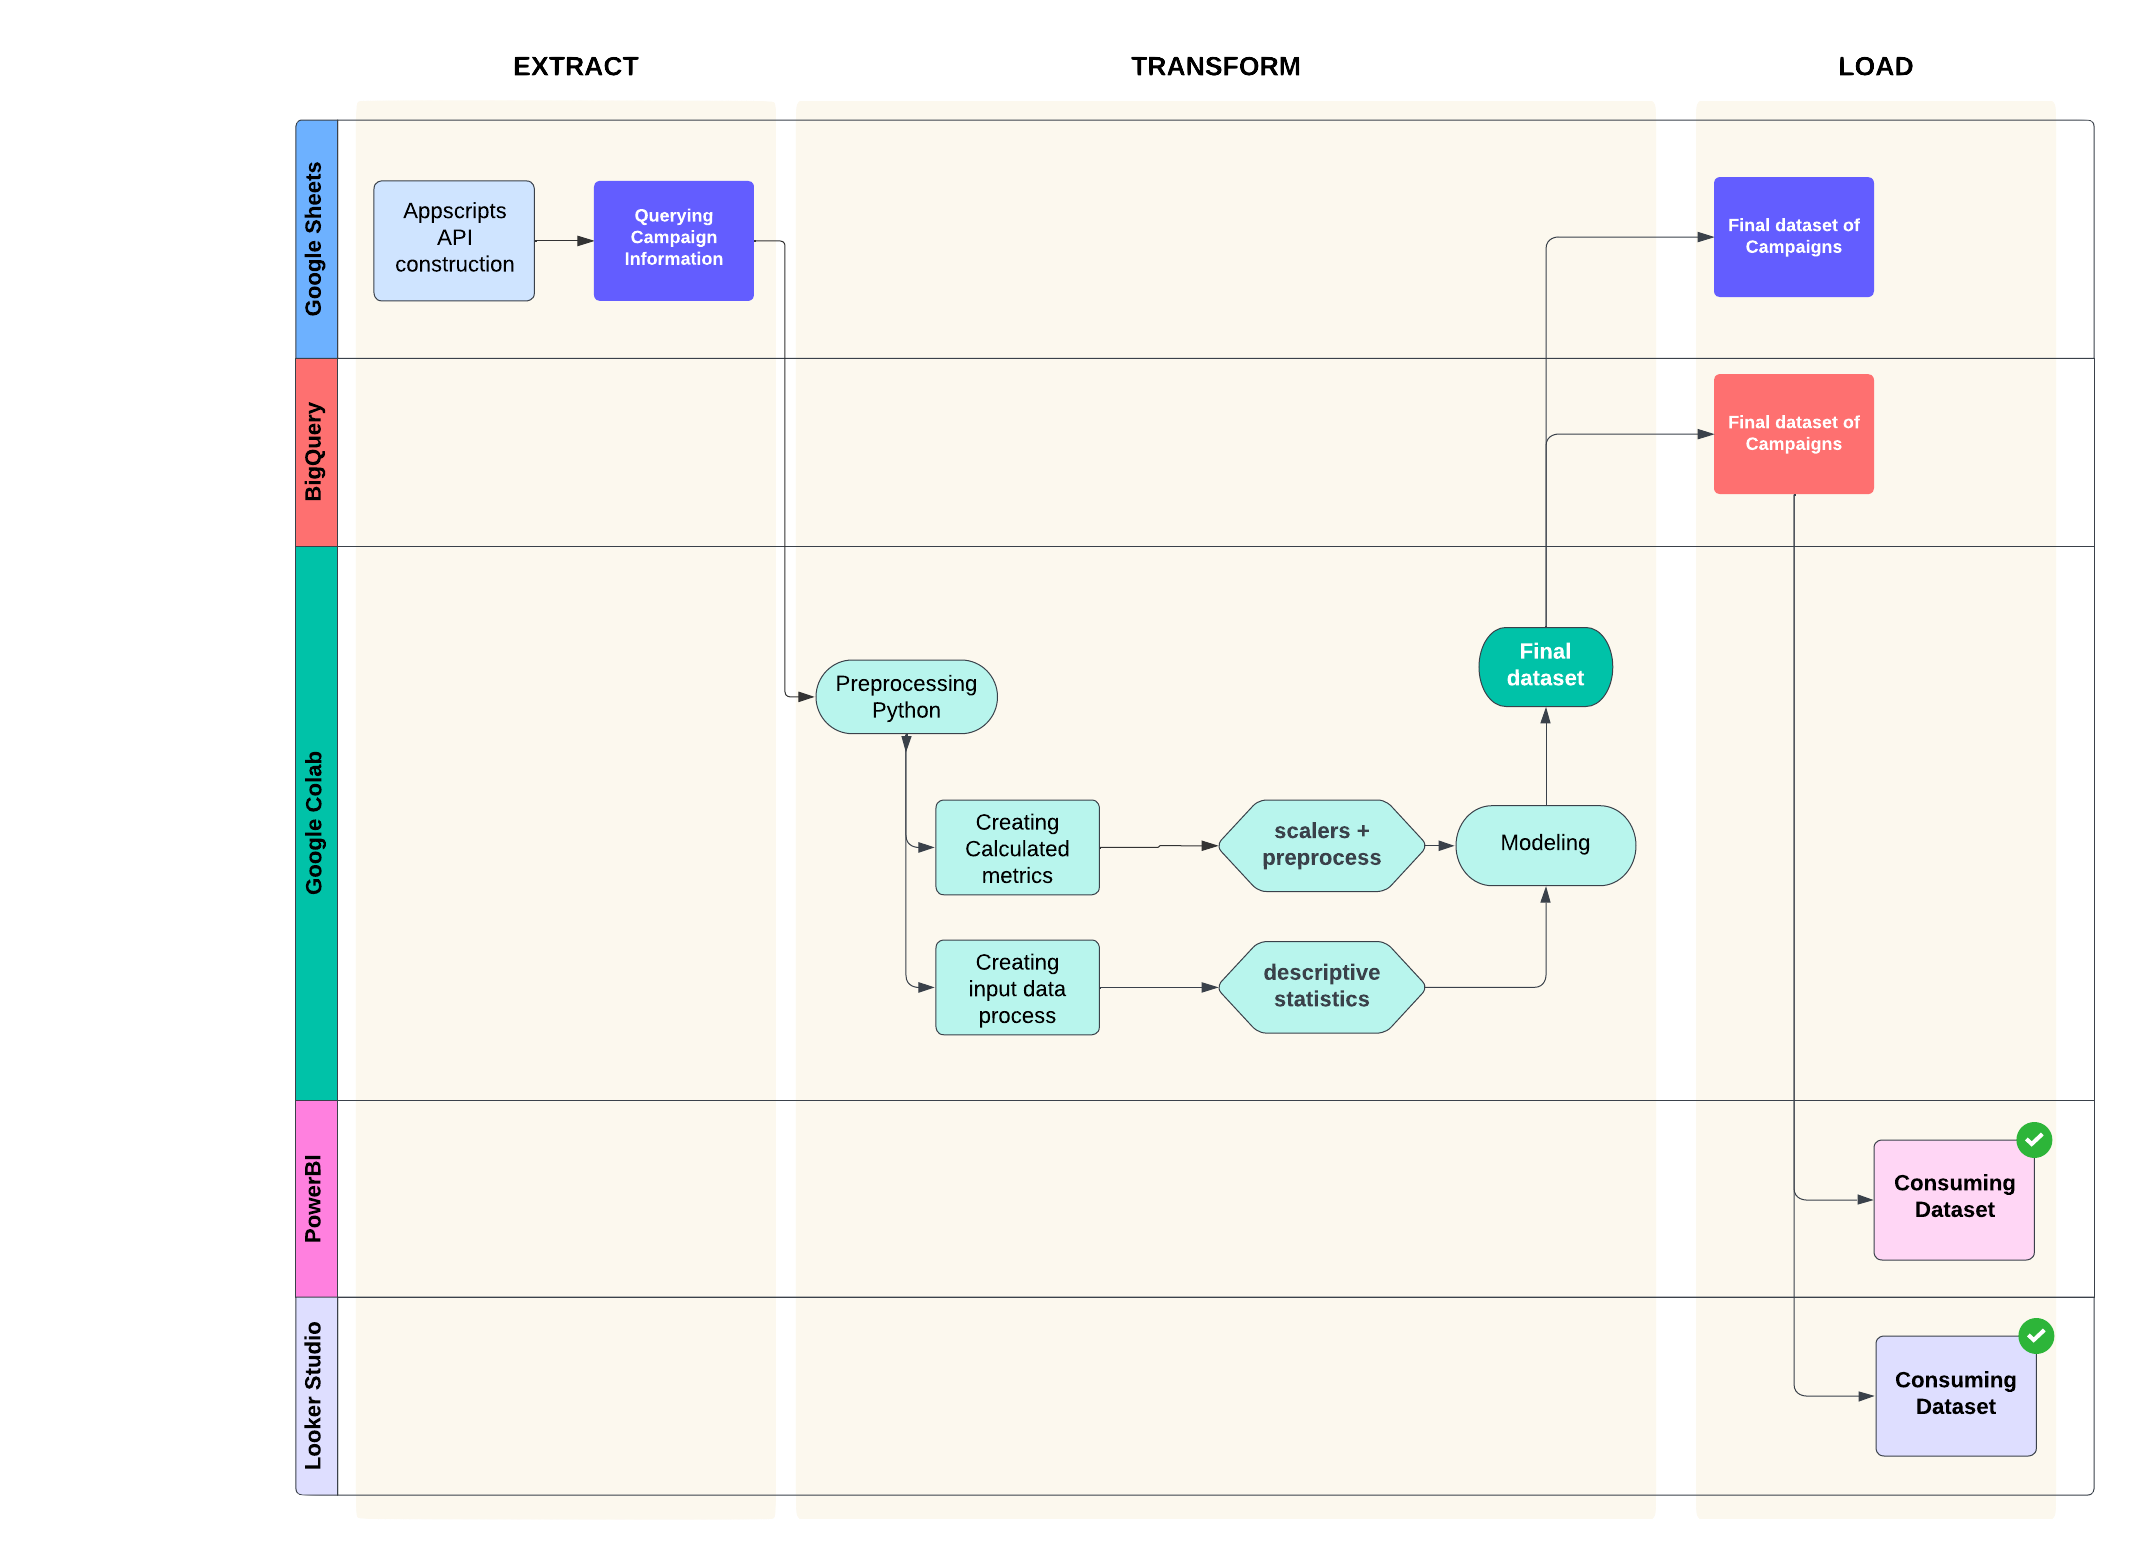 EXTRACT
TRANSFORM
LOAD
Google Sheets
Appscripts
API
construction
Querying
Campaign
Information
Final dataset of
Campaigns
BigQuery
Final dataset of
Campaigns
Google Colab
Preprocessing
Python
Final
dataset
Creating
Calculated
metrics
scalers +
preprocess
Modeling
Creating
input data
process
descriptive
statistics
PowerBI
Consuming
Dataset
Looker Studio
Consuming
Dataset